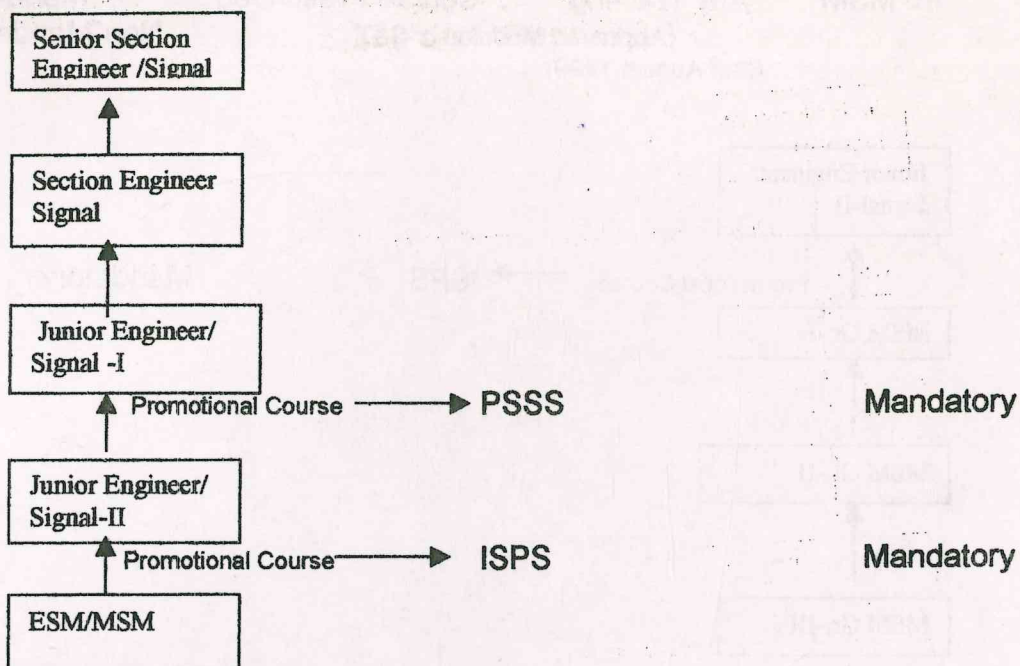 Senior Section
Engineer /Signal
Section Engineer
Signal
Junior Engineer/
Signal -I
Promotional Course PSSS Mandatory
Junior Engineer/
Signal-II
Promotional Course ISPS Mandatory
ESM/MSM